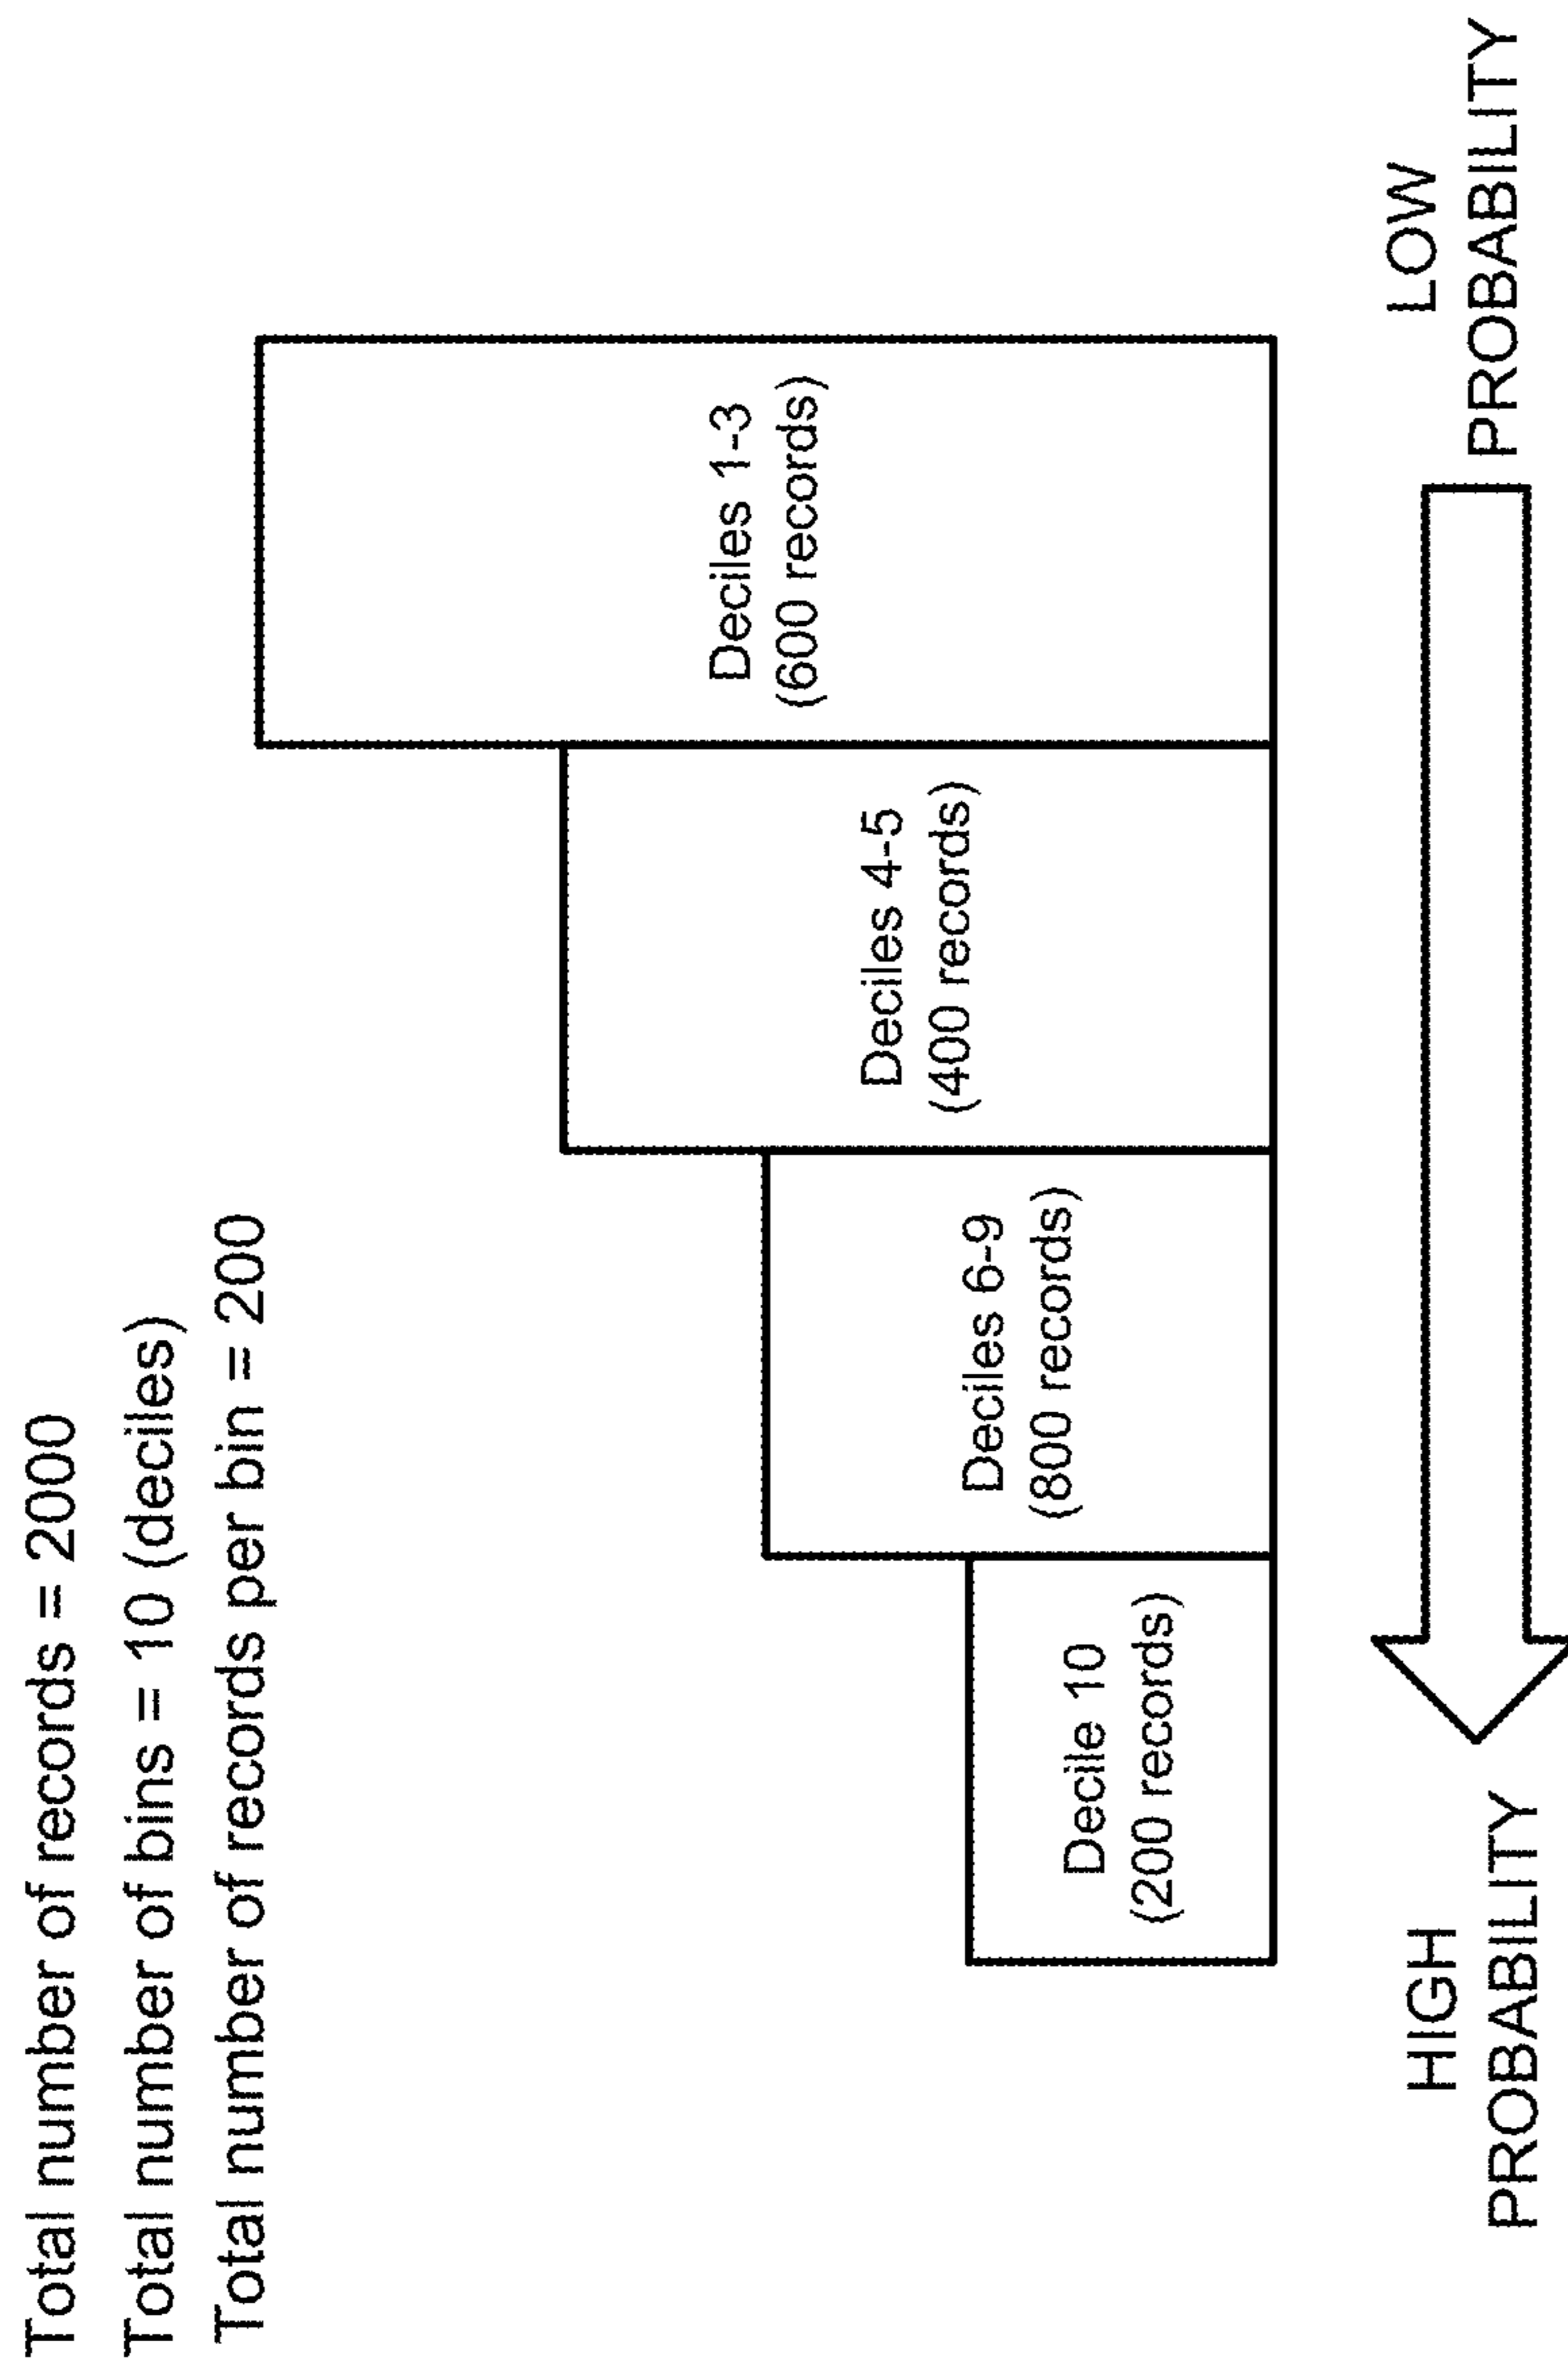 Total number of records = 2000
Total number of bins = 10 (deciles)
Total number of records per bin = 200
Decile 10
(200 records)
Deciles 6-9
(800 records)
Deciles 4-5
(400 records)
Deciles 1-3
(600 records)
HIGH
PROBABILITY
LOW
PROBABILITY